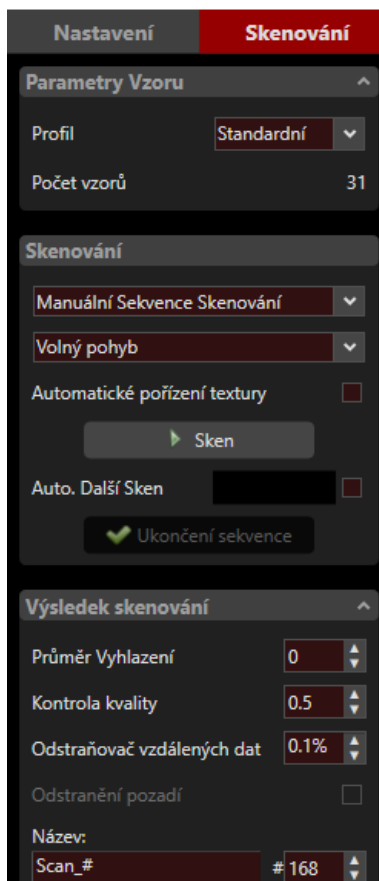 Nastavení Skenování
Parametry Vzoru
Profil Standardní
Počet vzorů 31
Skenování
Manuální Sekvence Skenování
Volný pohyb
Automatické pořízení textury
Sken
Auto. Další Sken
Ukončení sekvence
Výsledek skenování
Průměr Vyhlazení 0
Kontrola kvality 0.5
Odstraňovač vzdálených dat 0.1%
Odstranění pozadí
Název:
Scan_# # 168